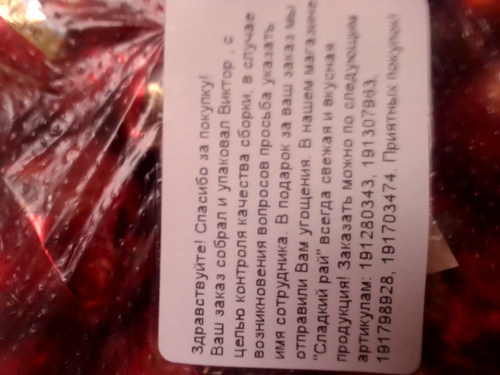 Здравствуйте! Спасибо за покупку!
Ваш заказ собрал и упаковал Виктор , с
целью контроля качества сборки, в случае
возникновения вопросов просьба указать
имя сотрудника. В подарок за ваш заказ мы
отправили Вам угощения. В нашем магазине
"Сладкий рай" всегда свежая и вкусная
продукция! Заказать можно по следующим
артикулам: 191280343, 191307963,
191798928, 191703474. Приятных покупок!